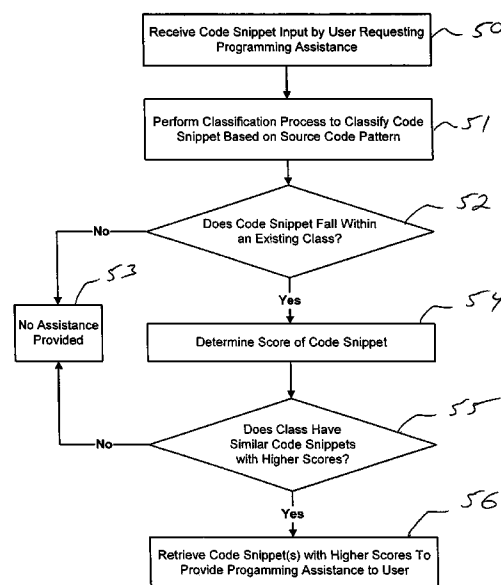 Receive Code Snippet Input by User Requesting
Programming Assistance
50
Perform Classification Process to Classify Code
Snippet Based on Source Code Pattern
51
52
Does Code Snippet Fall Within
an Existing Class?
No
53
No Assistance
Provided
Yes
54
Determine Score of Code Snippet
55
Does Class Have
Similar Code Snippets
with Higher Scores?
No
Yes
56
Retrieve Code Snippet(s) with Higher Scores To
Provide Progamming Assistance to User